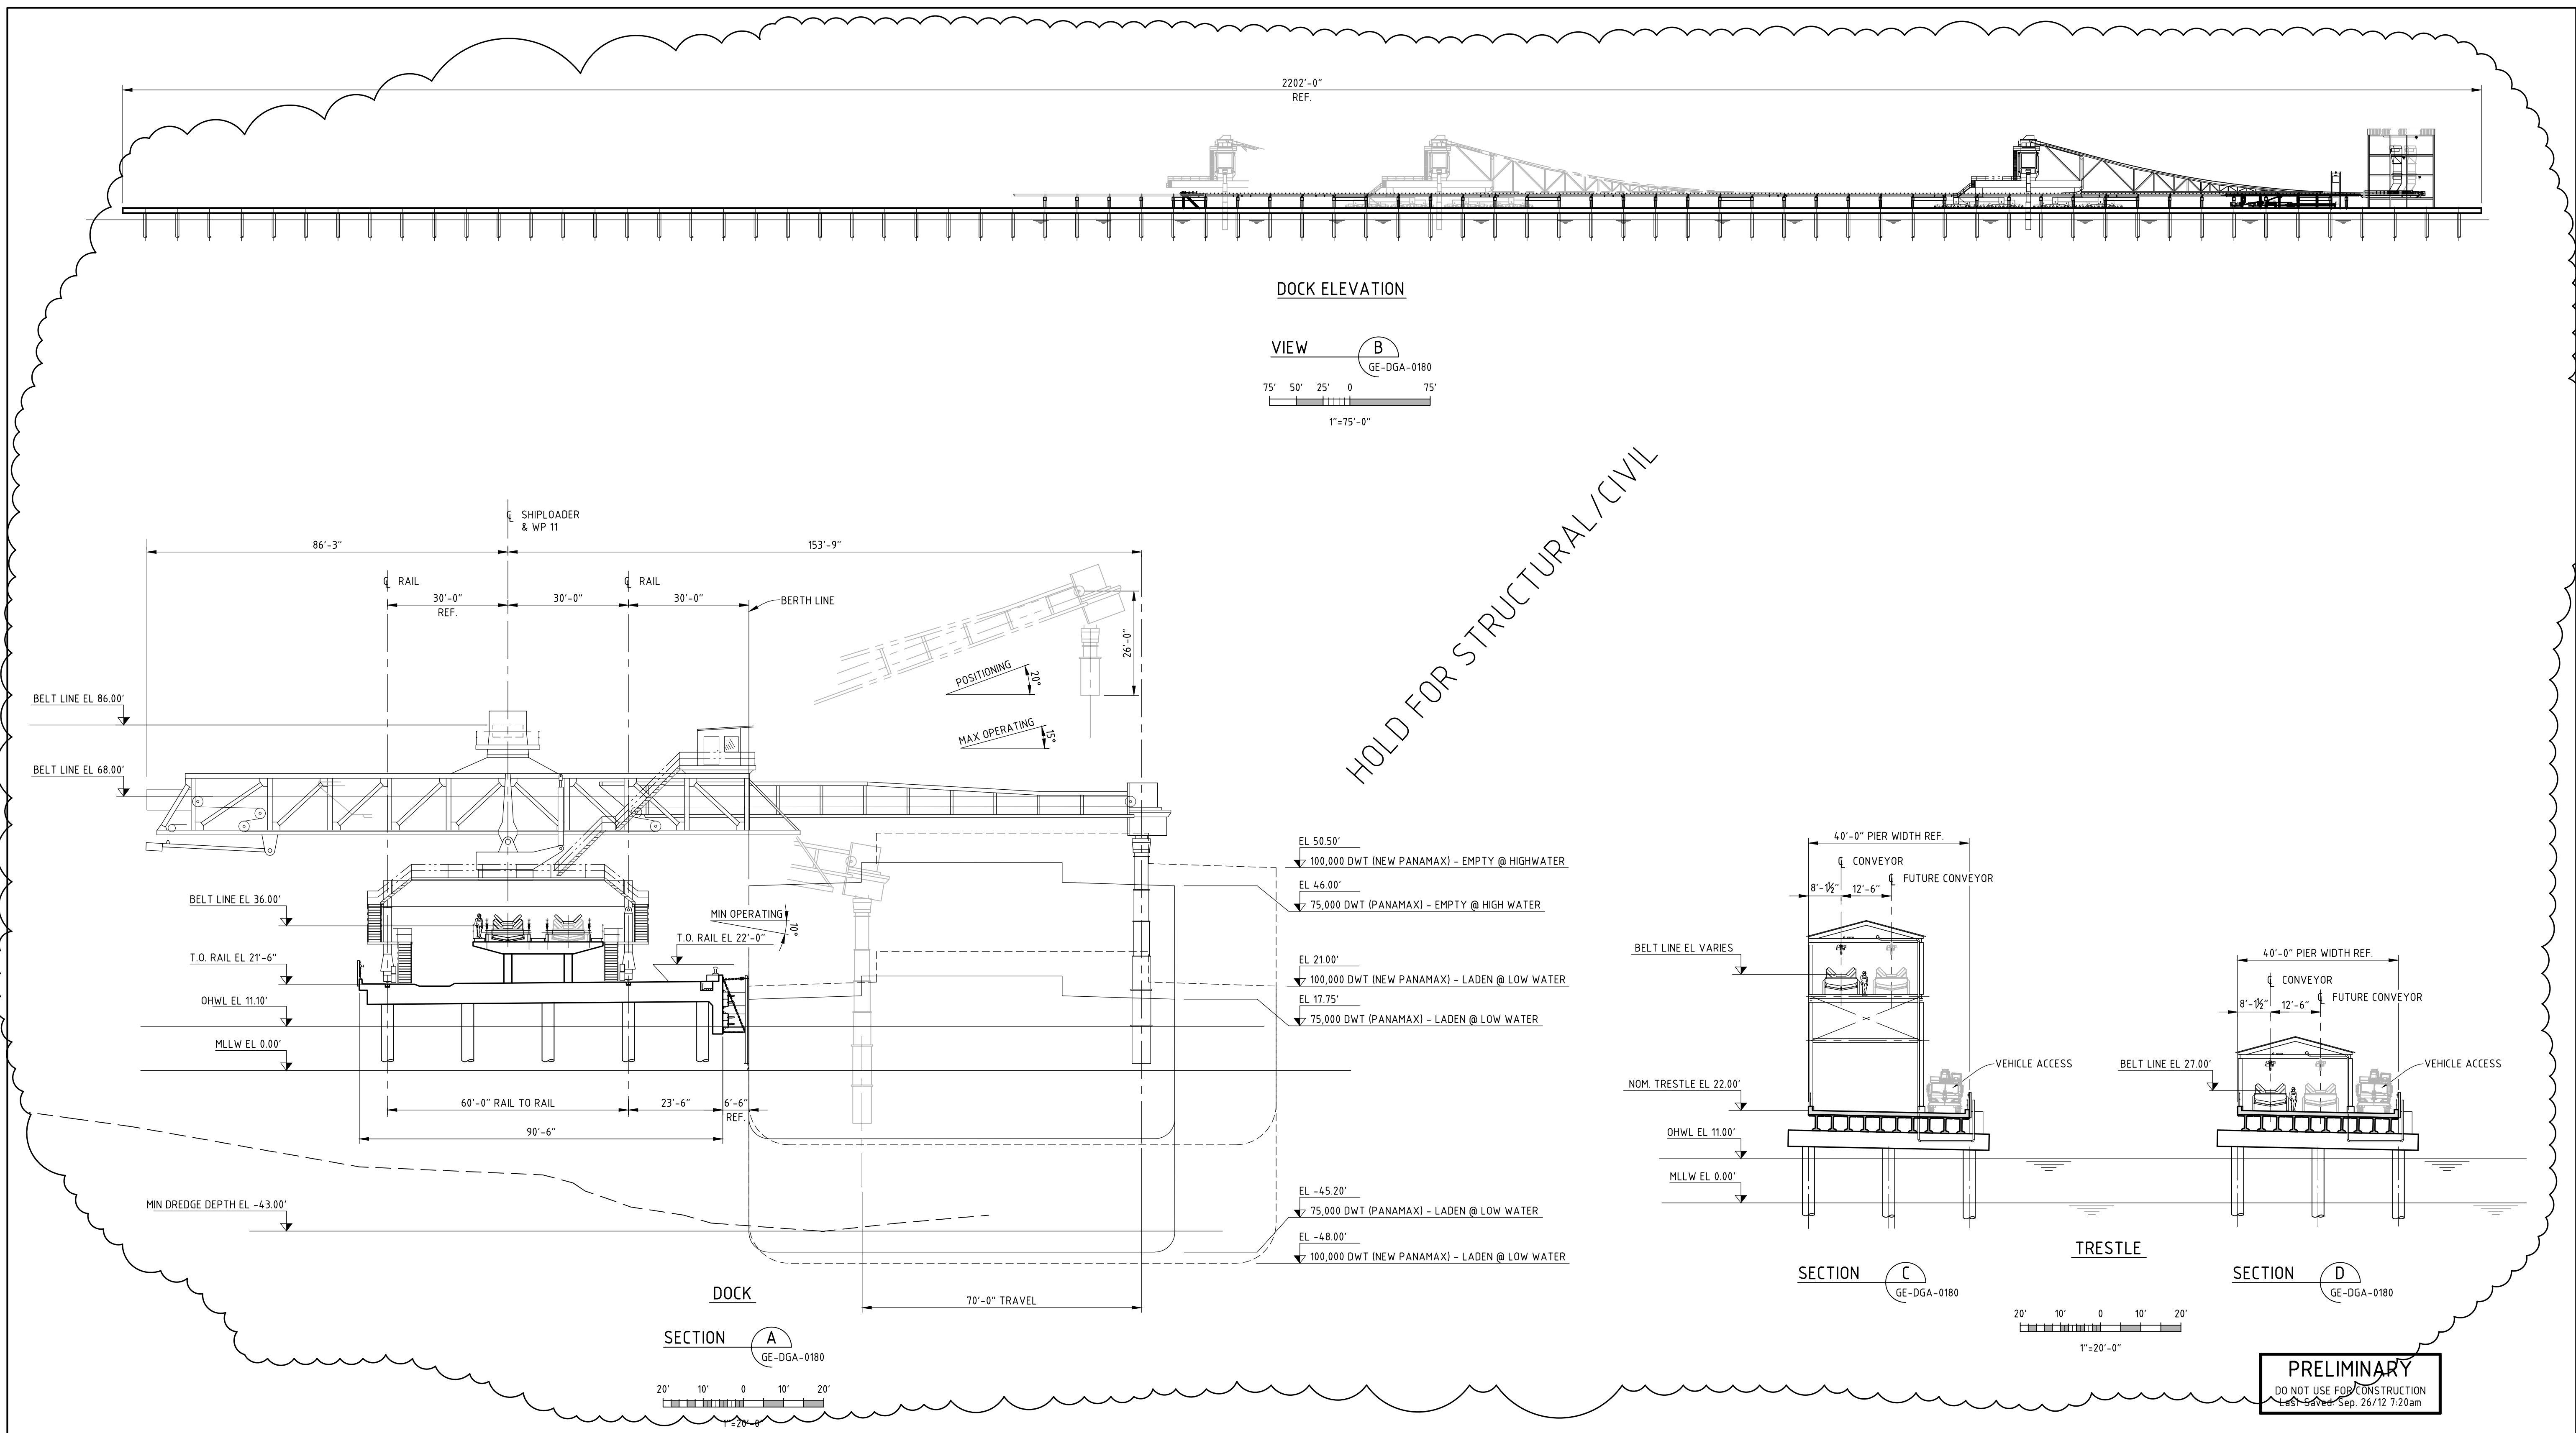 2202'-0"
REF.
DOCK ELEVATION
VIEW B
GE-DGA-0180
75' 50' 25' 0 75'
1"=75'-0"
HOLD FOR STRUCTURAL/CIVIL
℄ SHIPLOADER
& WP 11
86'-3" 153'-9"
℄ RAIL ℄ RAIL
30'-0" 30'-0" 30'-0"
REF.
BERTH LINE
26'-0"
POSITIONING 20°
MAX OPERATING 15°
BELT LINE EL 86.00'
BELT LINE EL 68.00'
BELT LINE EL 36.00'
MIN OPERATING 10°
T.O. RAIL EL 22'-0"
T.O. RAIL EL 21'-6"
OHWL EL 11.10'
MLLW EL 0.00'
60'-0" RAIL TO RAIL 23'-6" 6'-6"
REF.
90'-6"
MIN DREDGE DEPTH EL -43.00'
EL 50.50'
100,000 DWT (NEW PANAMAX) - EMPTY @ HIGHWATER
EL 46.00'
75,000 DWT (PANAMAX) - EMPTY @ HIGH WATER
EL 21.00'
100,000 DWT (NEW PANAMAX) - LADEN @ LOW WATER
EL 17.75'
75,000 DWT (PANAMAX) - LADEN @ LOW WATER
EL -45.20'
75,000 DWT (PANAMAX) - LADEN @ LOW WATER
EL -48.00'
100,000 DWT (NEW PANAMAX) - LADEN @ LOW WATER
70'-0" TRAVEL
DOCK
SECTION A
GE-DGA-0180
20' 10' 0 10' 20'
1"=20'-0"
40'-0" PIER WIDTH REF.
℄ CONVEYOR
℄ FUTURE CONVEYOR
8'-1½" 12'-6"
BELT LINE EL VARIES
VEHICLE ACCESS
NOM. TRESTLE EL 22.00'
OHWL EL 11.00'
MLLW EL 0.00'
40'-0" PIER WIDTH REF.
℄ CONVEYOR
℄ FUTURE CONVEYOR
8'-1½" 12'-6"
BELT LINE EL 27.00'
VEHICLE ACCESS
TRESTLE
SECTION C
GE-DGA-0180
SECTION D
GE-DGA-0180
20' 10' 0 10' 20'
1"=20'-0"
PRELIMINARY
DO NOT USE FOR CONSTRUCTION
Last Saved: Sep. 26/12 7:20am